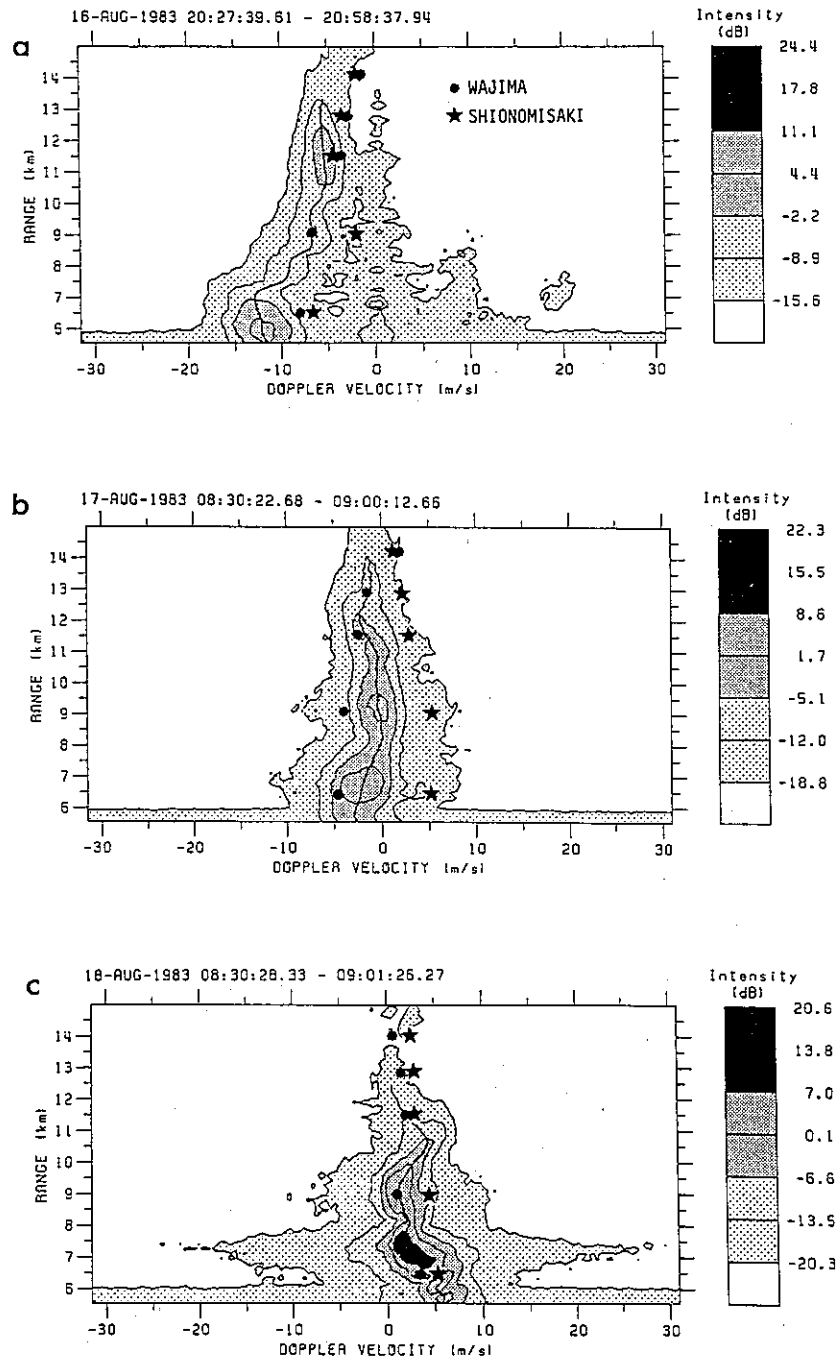 a
16-AUG-1983 20:27:39.61 - 20:58:37.94
Intensity
(dB)
24.4
17.8
11.1
4.4
-2.2
-8.9
-15.6
WAJIMA
SHIONOMISAKI
14
13
12
11
10
9
8
7
6
RANGE (km)
-30 -20 -10 0 10 20 30
DOPPLER VELOCITY (m/s)
b
17-AUG-1983 08:30:22.68 - 09:00:12.66
Intensity
(dB)
22.3
15.5
8.6
1.7
-5.1
-12.0
-18.8
14
13
12
11
10
9
8
7
6
RANGE (km)
-30 -20 -10 0 10 20 30
DOPPLER VELOCITY (m/s)
c
18-AUG-1983 08:30:28.33 - 09:01:26.27
Intensity
(dB)
20.6
13.8
7.0
0.1
-6.6
-13.5
-20.3
14
13
12
11
10
9
8
7
6
RANGE (km)
-30 -20 -10 0 10 20 30
DOPPLER VELOCITY (m/s)